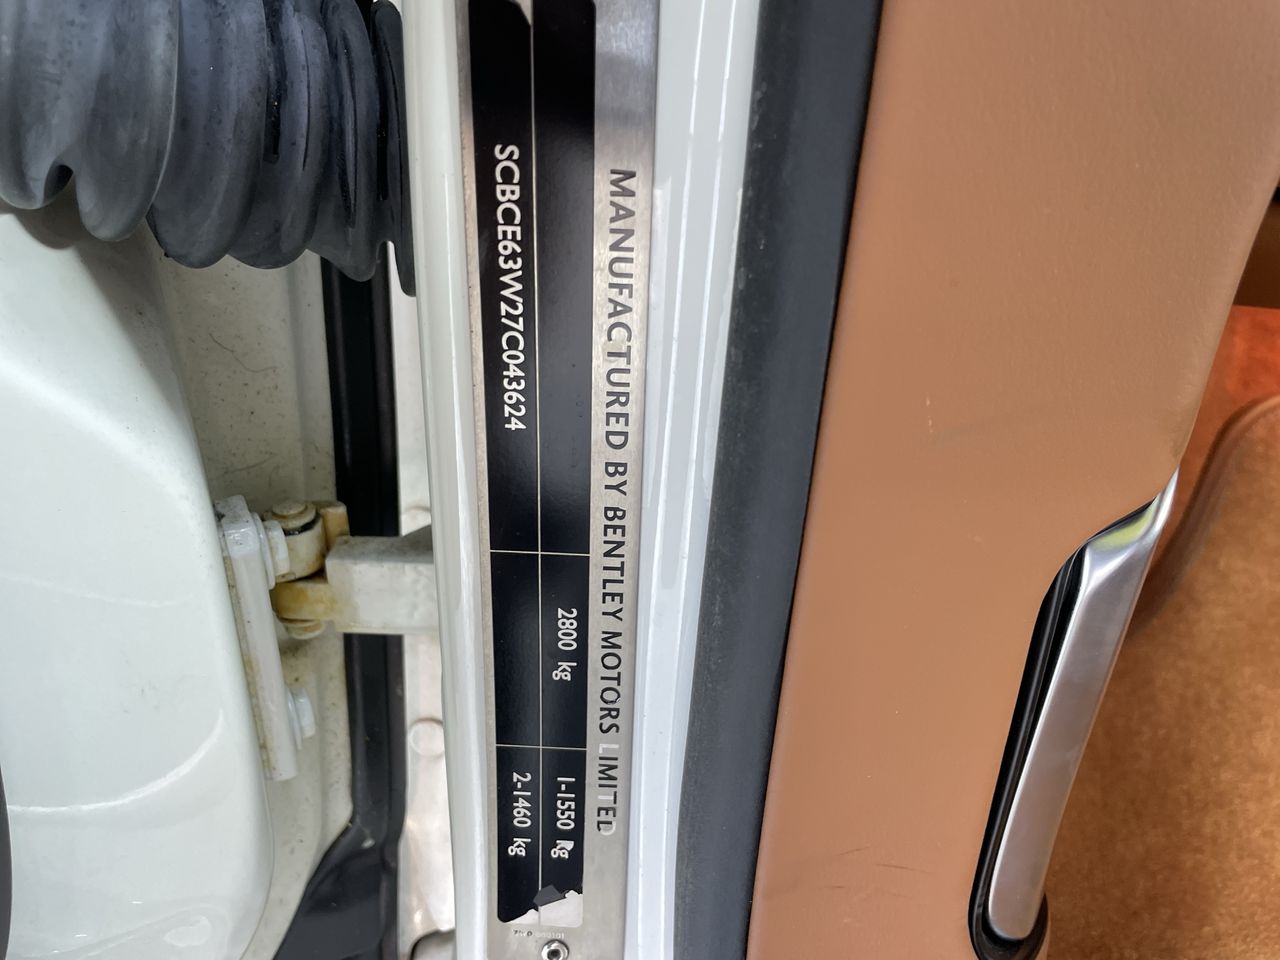 MANUFACTURED BY BENTLEY MOTORS LIMITED
2800 kg
1-1550 kg
SCBCE63W27C043624
2-1460 kg